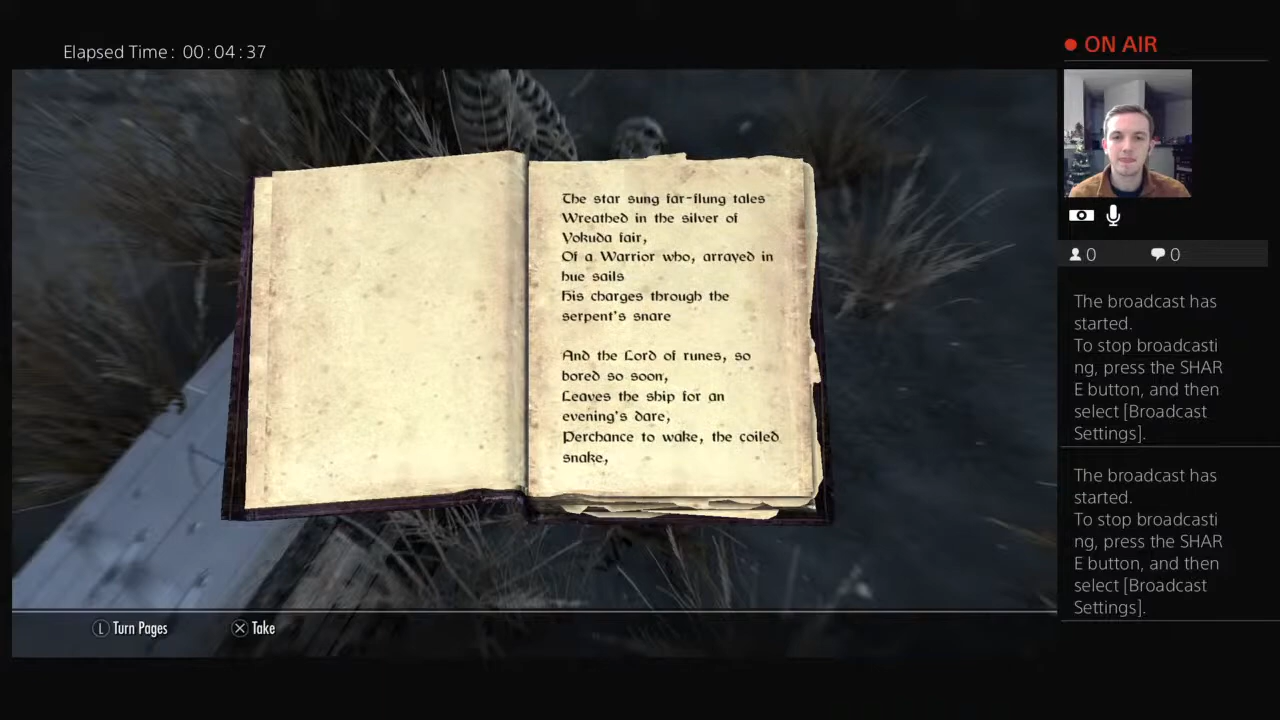 Elapsed Time: 00:04:37
ON AIR
The star sung far-flung tales
Wreathed in the silver of
Yokuda fair,
Of a Warrior who, arrayed in
hue sails
His charges through the
serpent's snare
And the Lord of runes, so
bored so soon,
Leaves the ship for an
evening's dare,
Perchance to wake, the coiled
snake,
L Turn Pages
Take
0
0
The broadcast has
started.
To stop broadcasti
ng, press the SHAR
E button, and then
select [Broadcast
Settings].
The broadcast has
started.
To stop broadcasti
ng, press the SHAR
E button, and then
select [Broadcast
Settings].